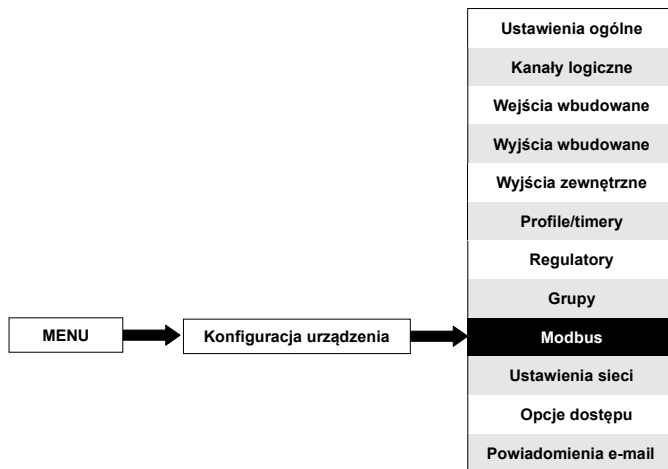 Ustawienia ogólne
Kanały logiczne
Wejścia wbudowane
Wyjścia wbudowane
Wyjścia zewnętrzne
Profile/timery
Regulatory
Grupy
MENU
Konfiguracja urządzenia
Modbus
Ustawienia sieci
Opcje dostępu
Powiadomienia e-mail